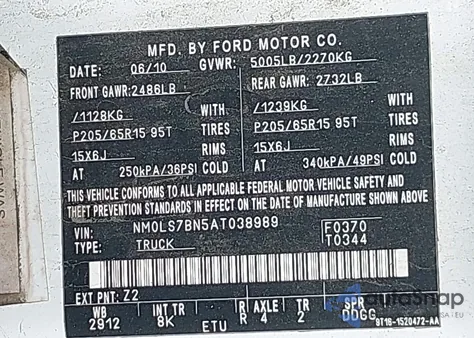 MFD. BY FORD MOTOR CO.
DATE: 06/10 GVWR: 5005LB/2270KG
FRONT GAWR: 2486LB REAR GAWR: 2732LB
/1128KG WITH /1239KG WITH
P205/65R15 95T TIRES P205/65R15 95T TIRES
15X6J RIMS 15X6J RIMS
AT 250kPA/36PSI COLD AT 340kPA/49PSI COLD
THIS VEHICLE CONFORMS TO ALL APPLICABLE FEDERAL MOTOR VEHICLE SAFETY AND
THEFT PREVENTION STANDARDS IN EFFECT ON THE DATE OF MANUFACTURE SHOWN ABOVE
VIN: NM0LS7BN5AT038989 F0370
TYPE: TRUCK T0344
EXT PNT: Z2
WB INT TR R AXLE TR SPR
2912 8K R 4 2 DDGG
ETU
9T16-1520472-AA
autoSnap